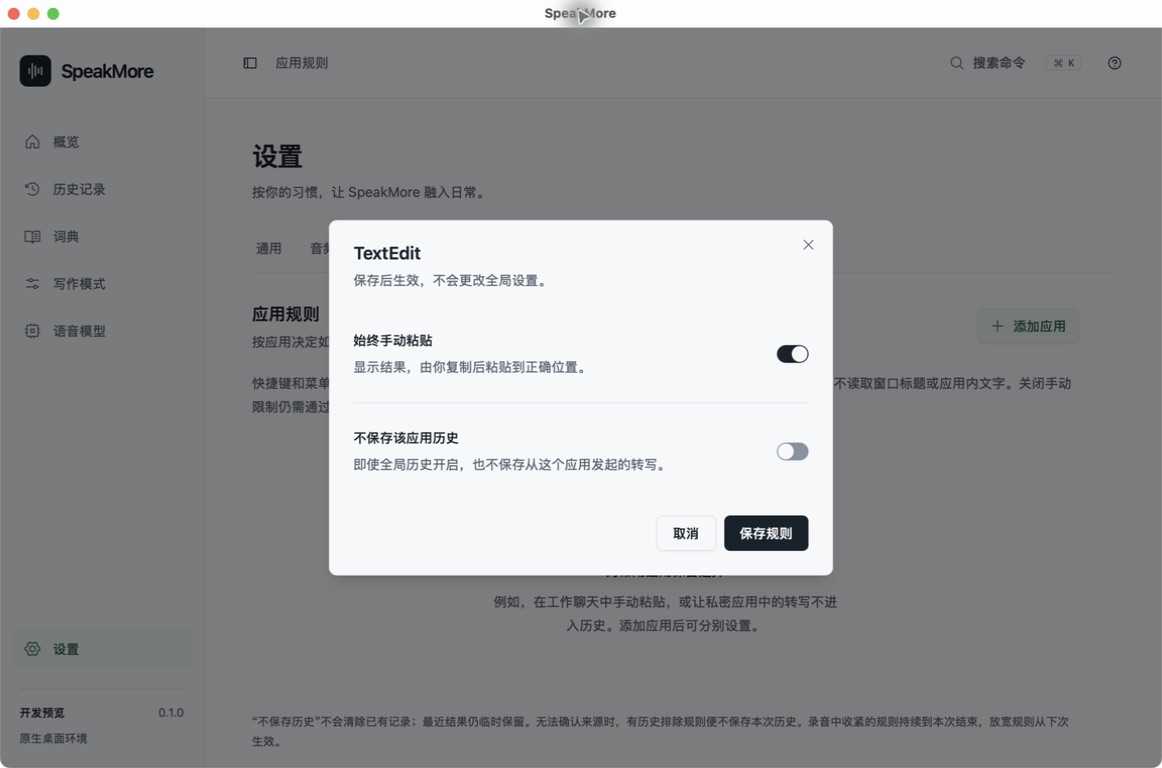 SpeakMore
SpeakMore
应用规则
搜索命令
⌘ K
概览
历史记录
词典
写作模式
语音模型
设置
开发预览
0.1.0
原生桌面环境
设置
按你的习惯，让 SpeakMore 融入日常。
通用
应用规则
按应用决定如
添加应用
快捷键和菜单
不读取窗口标题或应用内文字。关闭手动
限制仍需通过
TextEdit
保存后生效，不会更改全局设置。
始终手动粘贴
显示结果，由你复制后粘贴到正确位置。
不保存该应用历史
即使全局历史开启，也不保存从这个应用发起的转写。
取消
保存规则
例如，在工作聊天中手动粘贴，或让私密应用中的转写不进
入历史。添加应用后可分别设置。
“不保存历史”不会清除已有记录；最近结果仍临时保留。无法确认来源时，有历史排除规则便不保存本次历史。录音中收紧的规则持续到本次结束，放宽规则从下次
生效。